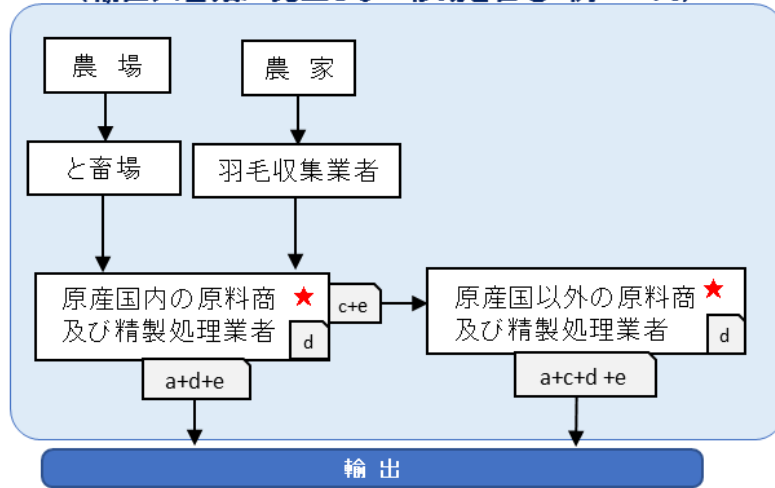 農 場
農 家
と畜場
羽毛収集業者
原産国内の原料商
及び精製処理業者
d
c+e
原産国以外の原料商
及び精製処理業者
d
a+d+e
a+c+d +e
輸 出